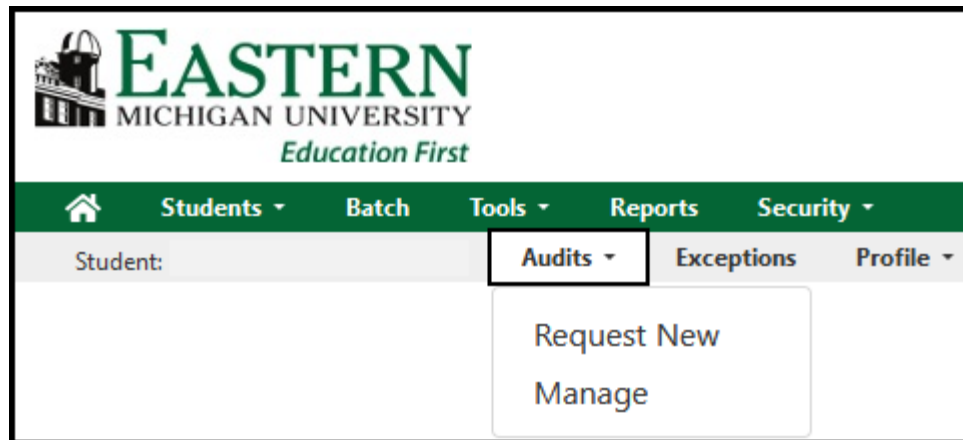 EASTERN
MICHIGAN UNIVERSITY
Education First
Students Batch Tools Reports Security
Student: Audits Exceptions Profile
Request New
Manage